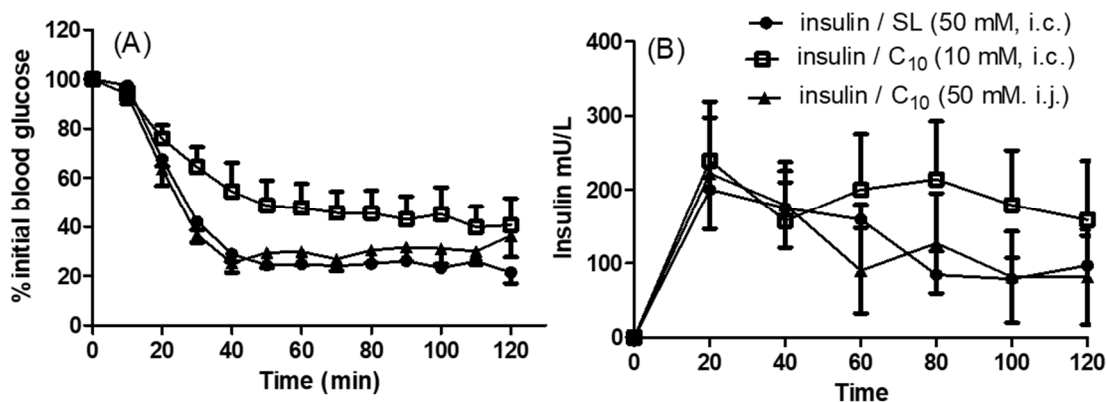 (A)
% initial blood glucose
120
100
80
60
40
20
0
0 20 40 60 80 100 120
Time (min)
(B)
insulin / SL (50 mM, i.c.)
insulin / C₁₀ (10 mM, i.c.)
insulin / C₁₀ (50 mM. i.j.)
Insulin mU/L
400
300
200
100
0
0 20 40 60 80 100 120
Time